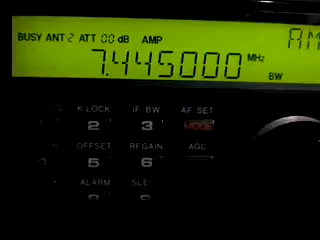 BUSY ANT 2 ATT 00 dB AMP AM
7.445000 MHz
BW
K.LOCK IF BW AF.SET
2 3 MODE
OFFSET RFGAIN AGC
5 6
ALARM